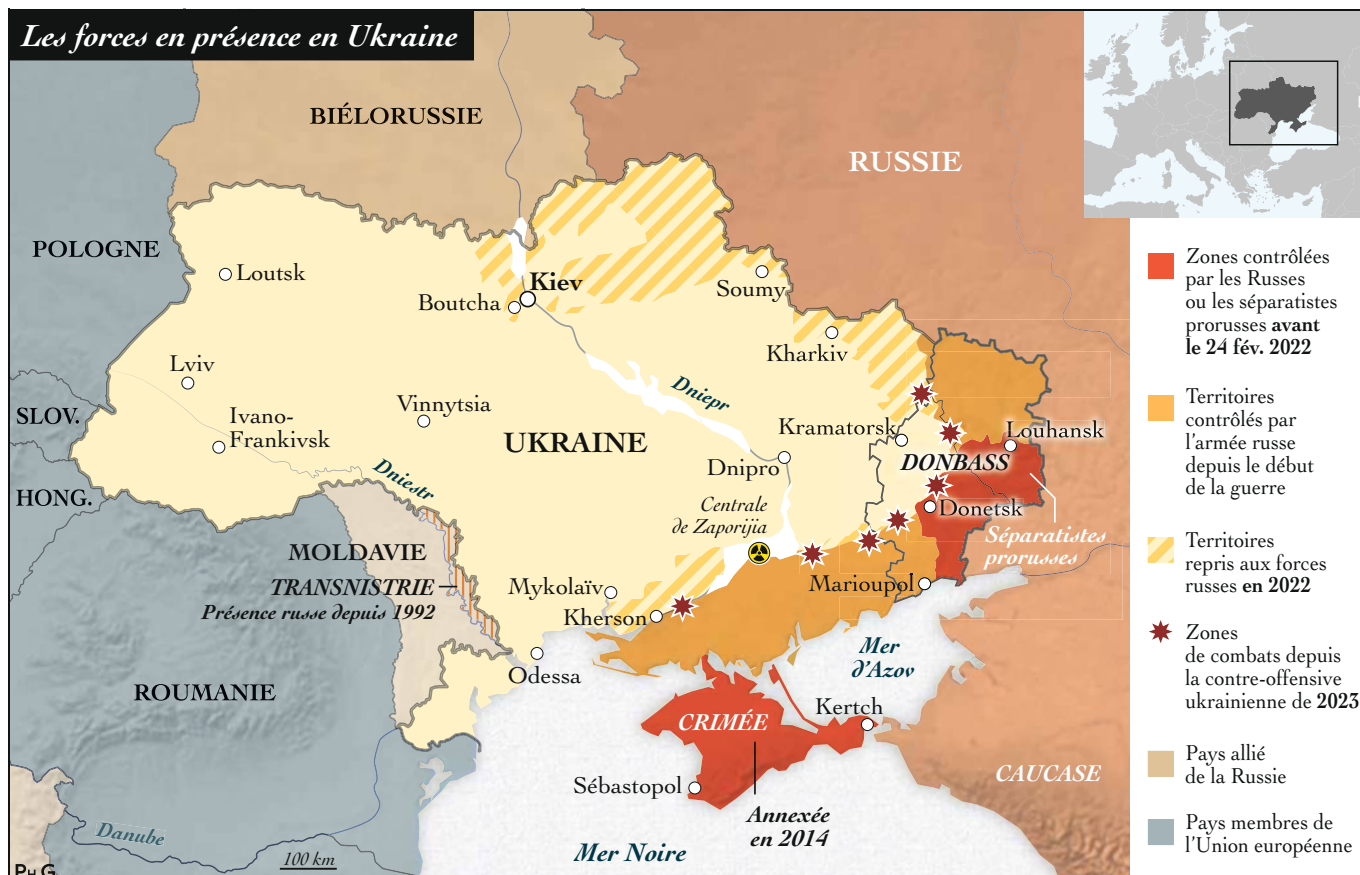 Les forces en présence en Ukraine
BIÉLORUSSIE
RUSSIE
POLOGNE
Loutsk
Kiev
Boutcha
Soumy
Kharkiv
Lviv
SLOV.
Ivano-
Frankivsk
Vinnytsia
Dniepr
UKRAINE
Kramatorsk
Louhansk
DONBASS
Dnipro
HONG.
Dniestr
Centrale
de Zaporijia
Donetsk
Séparatistes
prorusses
MOLDAVIE
TRANSNISTRIE
Présence russe depuis 1992
Mykolaïv
Kherson
Marioupol
Odessa
Mer
d'Azov
ROUMANIE
Kertch
CRIMÉE
CAUCASE
Sébastopol
Annexée
en 2014
Danube
100 km
Mer Noire
PH G
Zones contrôlées
par les Russes
ou les séparatistes
prorusses avant
le 24 fév. 2022
Territoires
contrôlés par
l'armée russe
depuis le début
de la guerre
Territoires
repris aux forces
russes en 2022
Zones
de combats depuis
la contre-offensive
ukrainienne de 2023
Pays allié
de la Russie
Pays membres de
l'Union européenne